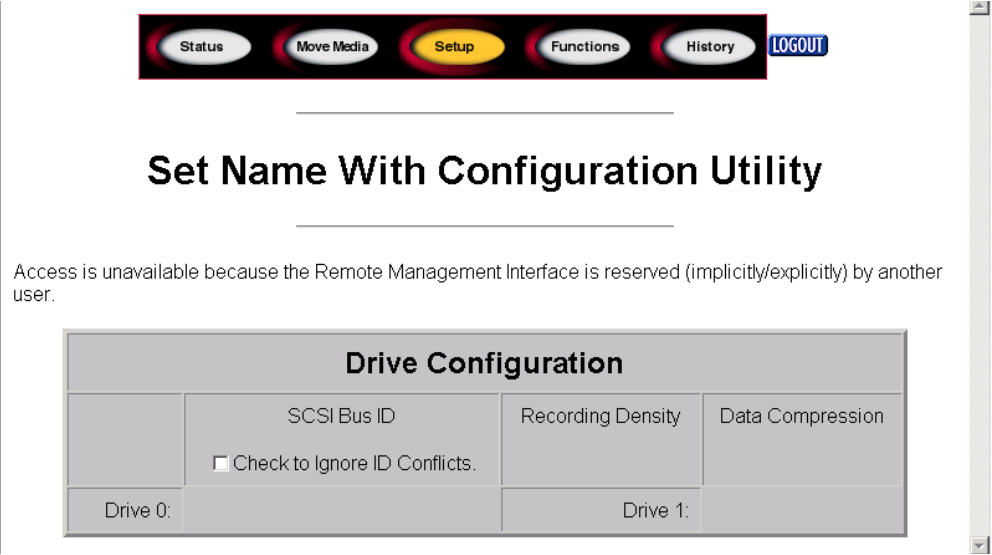 Status
Move Media
Setup
Functions
History
LOGOUT
Set Name With Configuration Utility
Access is unavailable because the Remote Management Interface is reserved (implicitly/explicitly) by another
user.
Drive Configuration
SCSI Bus ID
Recording Density
Data Compression
Check to Ignore ID Conflicts.
Drive 0:
Drive 1: